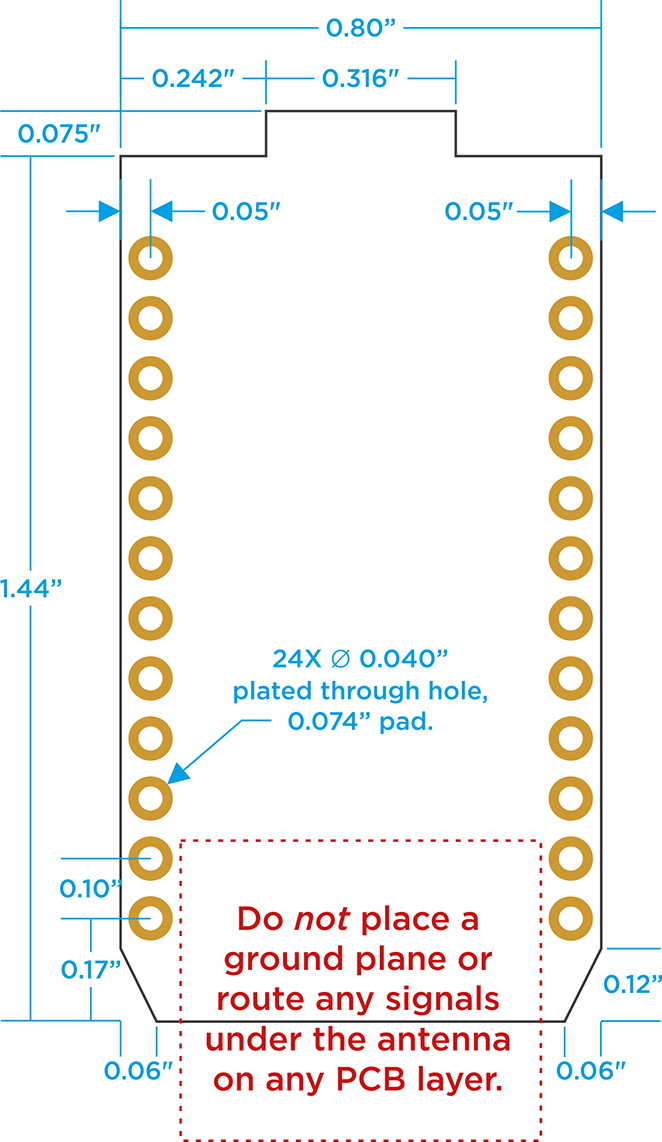 0.80”
0.242"
0.316"
0.075"
0.05"
0.05"
1.44”
24X ∅ 0.040”
plated through hole,
0.074” pad.
0.10”
Do not place a
ground plane or
route any signals
under the antenna
on any PCB layer.
0.17”
0.12”
0.06"
0.06"